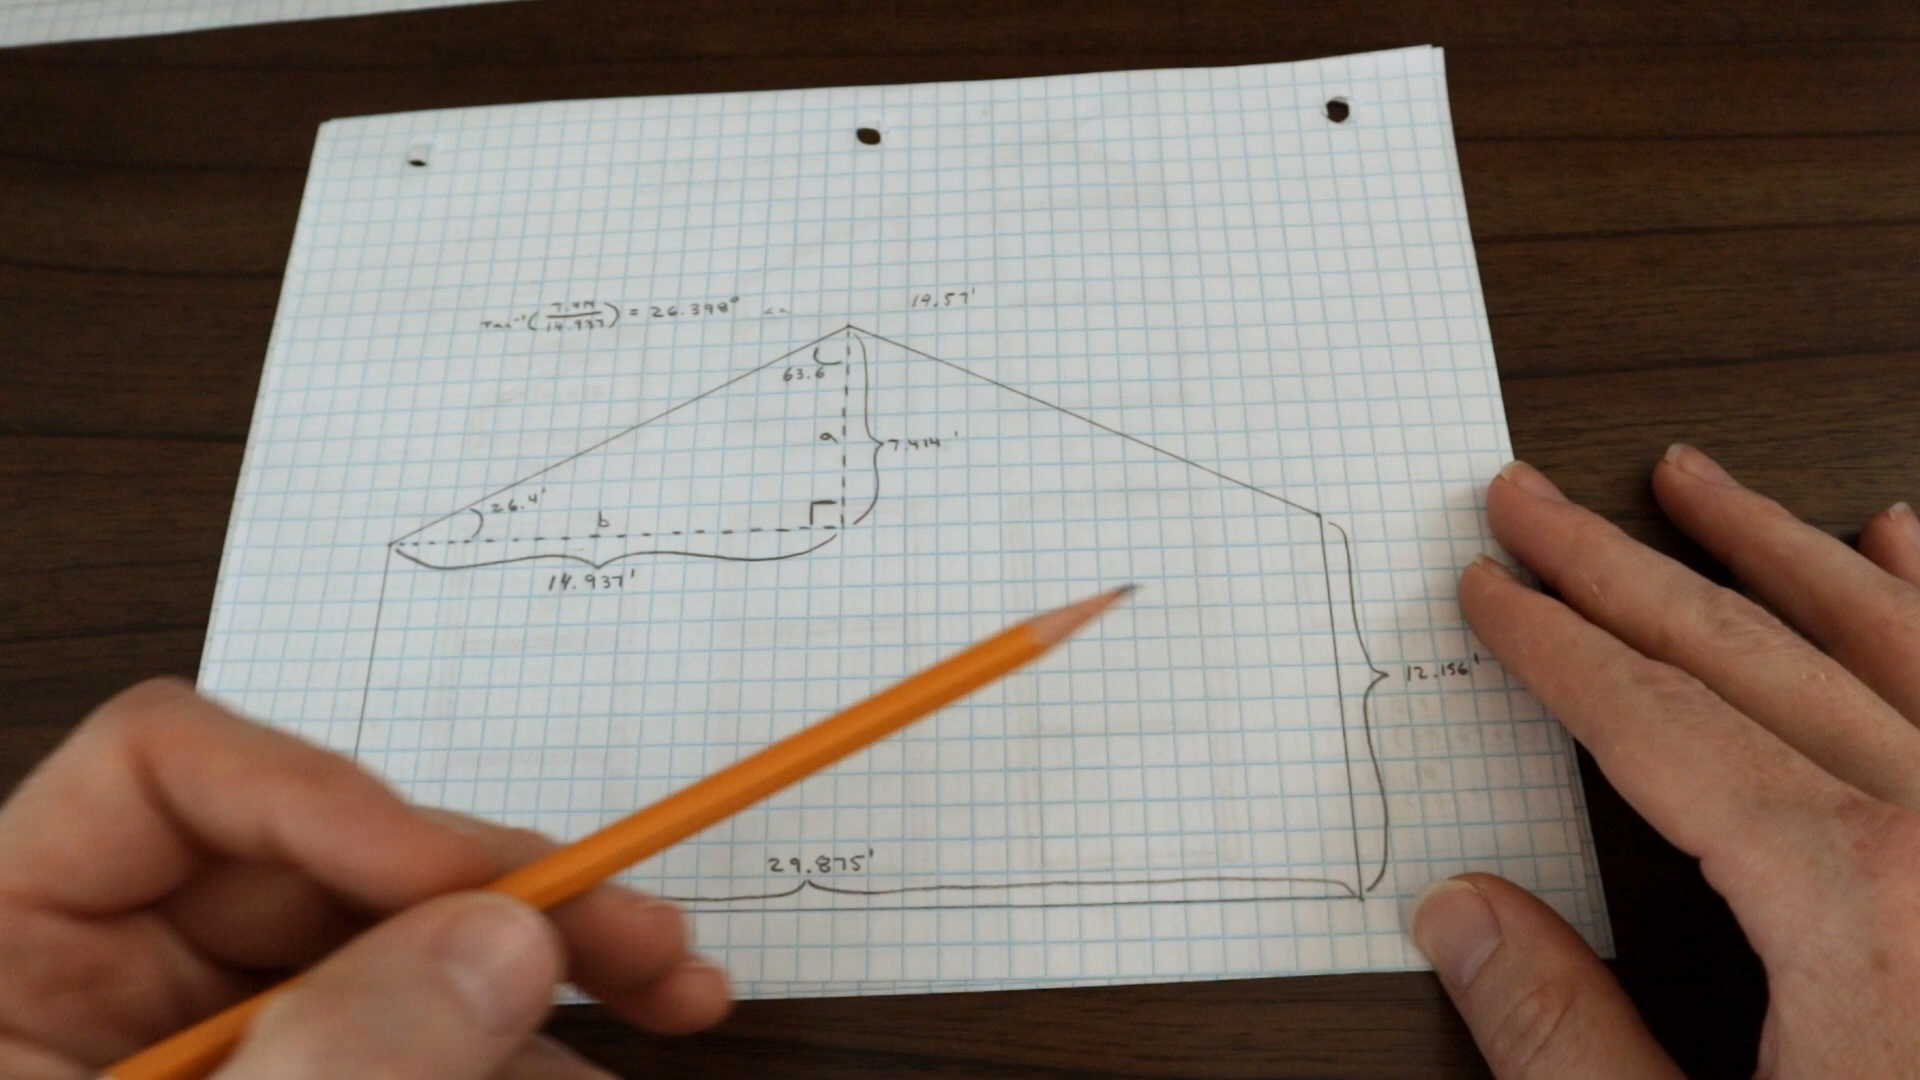 Tan⁻¹(7.414/14.937) = 26.398°
19.57'
63.6
a
7.414'
26.4'
b
14.937'
12.156'
29.875'